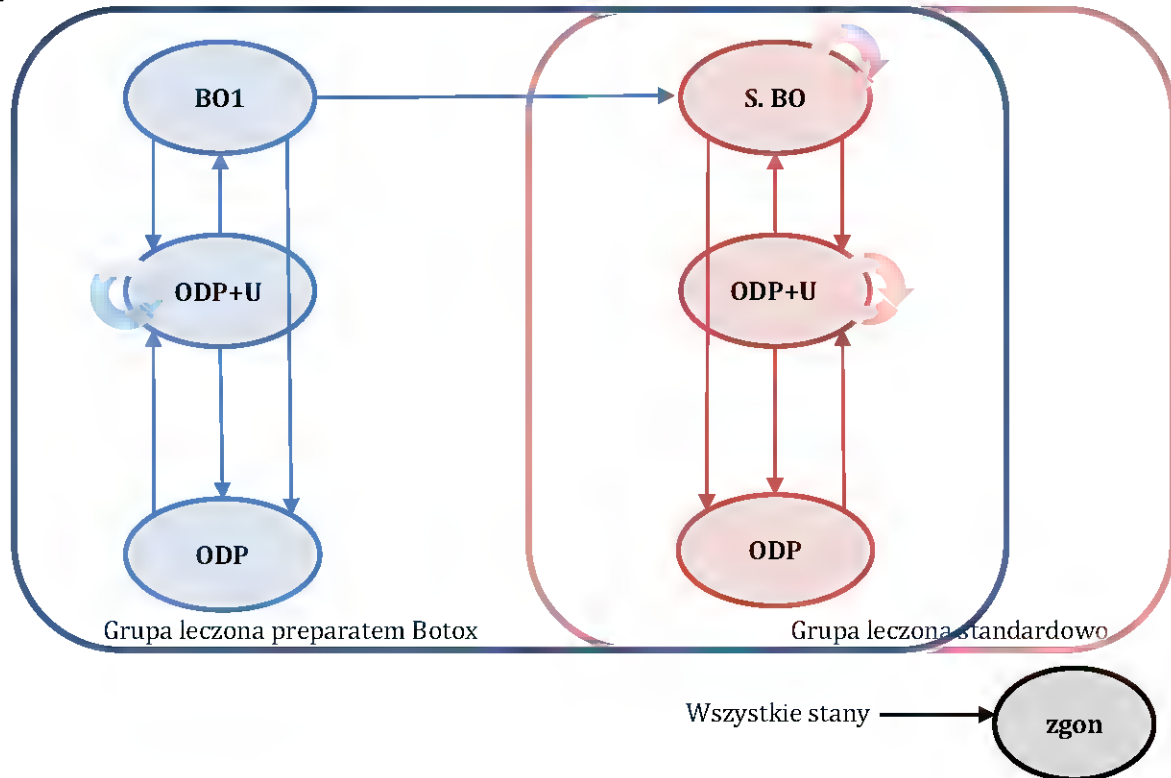 BO1
S. BO
ODP+U
ODP+U
ODP
ODP
Grupa leczona preparatem Botox
Grupa leczona standardowo
Wszystkie stany
zgon